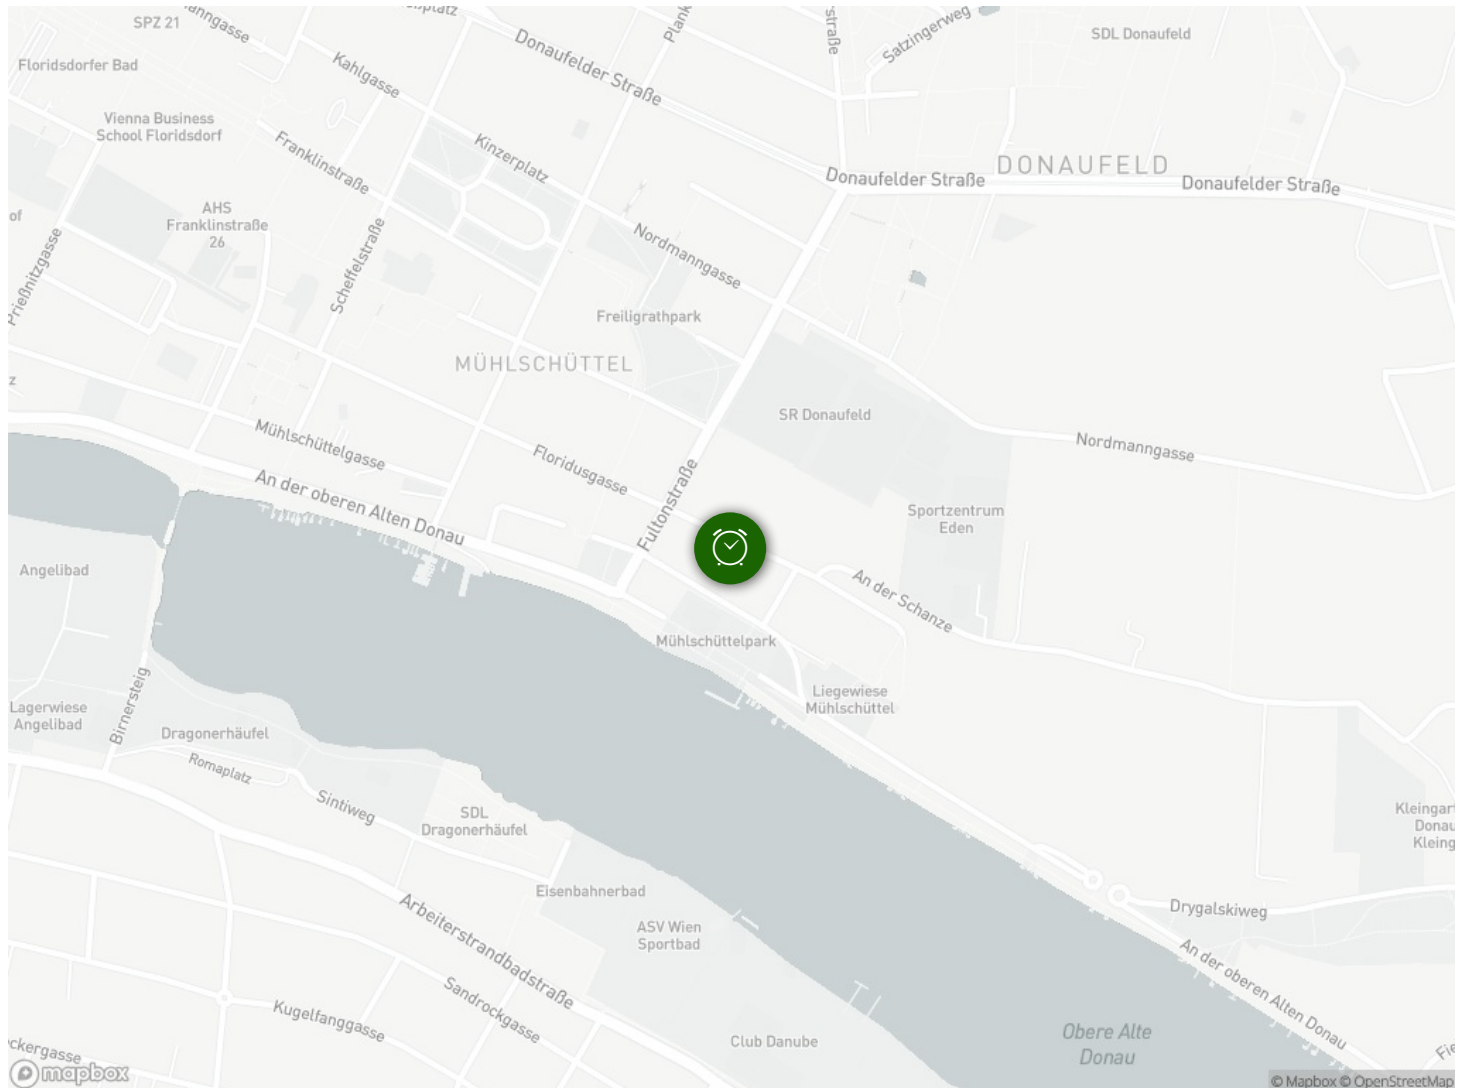 SPZ 21
Floridsdorfer Bad
Kahlgasse
Donaufelder Straße
Satzingerweg
SDL Donaufeld
Vienna Business
School Floridsdorf
Franklinstraße
Kinzerplatz
DONAUFELD
Donaufelder Straße
Donaufelder Straße
AHS
Franklinstraße
26
Prießnitzgasse
Scheffelstraße
Nordmanngasse
Freiligrathpark
MÜHLSCHÜTTEL
SR Donaufeld
Mühlschüttelgasse
Floridusgasse
Nordmanngasse
An der oberen Alten Donau
Fultonstraße
Sportzentrum
Eden
Angelibad
An der Schanze
Mühlschüttelpark
Birnersteig
Liegewiese
Mühlschüttel
Lagerwiese
Angelibad
Dragonerhäufel
Romaplatz
Sintiweg
SDL
Dragonerhäufel
Eisenbahnerbad
Arbeiterstrandbadstraße
ASV Wien
Sportbad
Drygalskiweg
An der oberen Alten Donau
Sandrockgasse
Kugelfanggasse
Club Danube
Obere Alte
Donau
mapbox
© Mapbox © OpenStreetMap